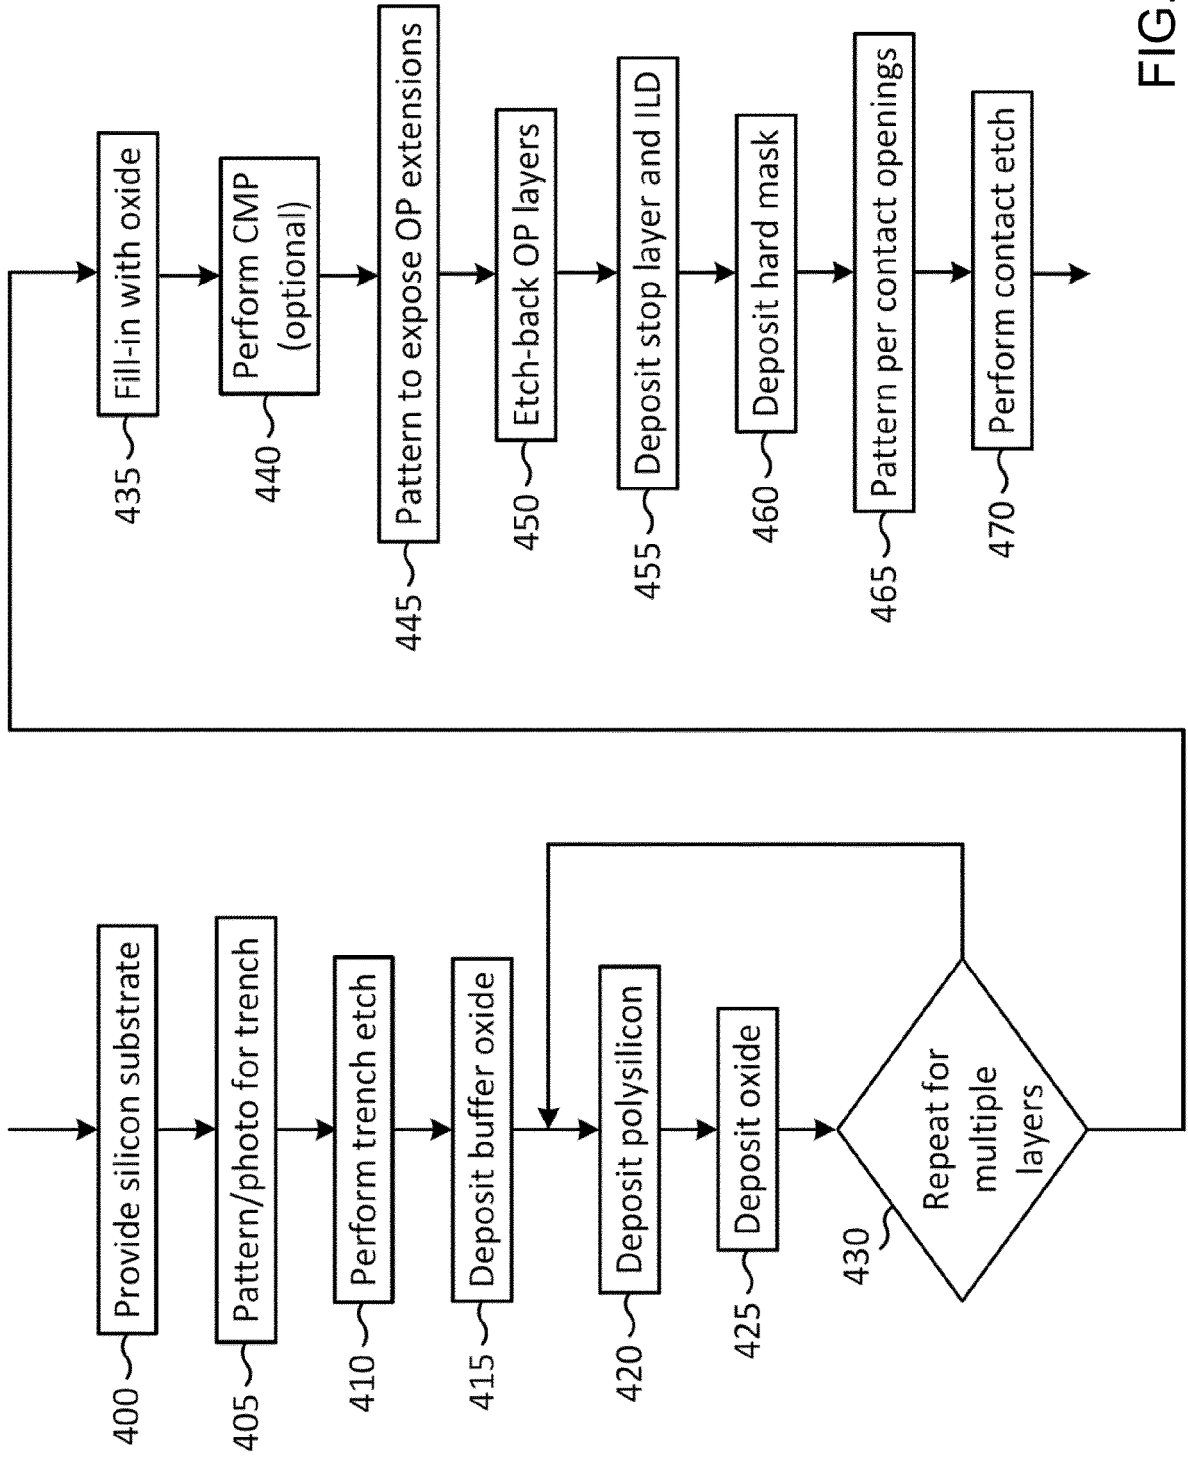 400
Provide silicon substrate
405
Pattern/photo for trench
410
Perform trench etch
415
Deposit buffer oxide
420
Deposit polysilicon
425
Deposit oxide
430
Repeat for
multiple
layers
435
Fill-in with oxide
440
Perform CMP
(optional)
445
Pattern to expose OP extensions
450
Etch-back OP layers
455
Deposit stop layer and ILD
460
Deposit hard mask
465
Pattern per contact openings
470
Perform contact etch
FIG.